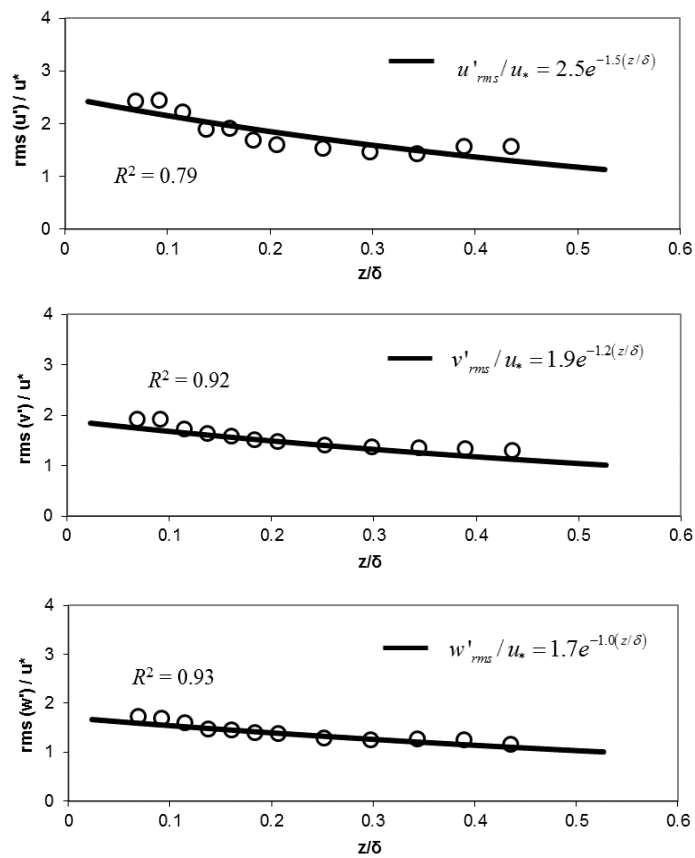 4
3
2
1
0
rms (u') / u*
u'rms/u* = 2.5e^−1.5(z/δ)
R² = 0.79
0 0.1 0.2 0.3 0.4 0.5 0.6
z/δ
4
3
2
1
0
rms (v') / u*
v'rms/u* = 1.9e^−1.2(z/δ)
R² = 0.92
0 0.1 0.2 0.3 0.4 0.5 0.6
z/δ
4
3
2
1
0
rms (w') / u*
w'rms/u* = 1.7e^−1.0(z/δ)
R² = 0.93
0 0.1 0.2 0.3 0.4 0.5 0.6
z/δ